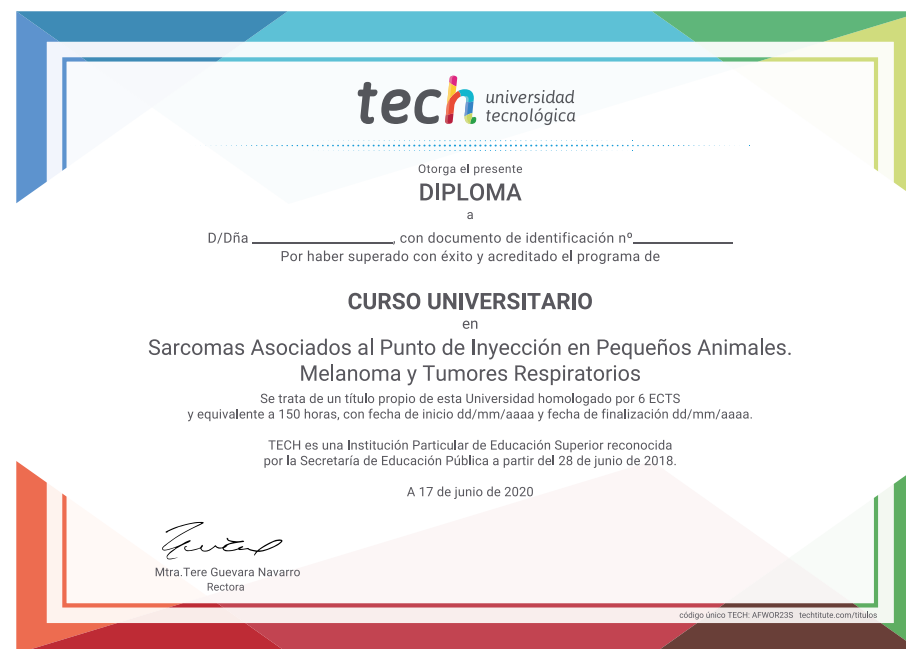 tech universidad
tecnológica
Otorga el presente
DIPLOMA
a
D/Dña ____________________, con documento de identificación nº______________
Por haber superado con éxito y acreditado el programa de
CURSO UNIVERSITARIO
en
Sarcomas Asociados al Punto de Inyección en Pequeños Animales.
Melanoma y Tumores Respiratorios
Se trata de un título propio de esta Universidad homologado por 6 ECTS
y equivalente a 150 horas, con fecha de inicio dd/mm/aaaa y fecha de finalización dd/mm/aaaa.
TECH es una Institución Particular de Educación Superior reconocida
por la Secretaría de Educación Pública a partir del 28 de junio de 2018.
A 17 de junio de 2020
Mtra.Tere Guevara Navarro
Rectora
código único TECH: AFWOR23S techtitute.com/titulos